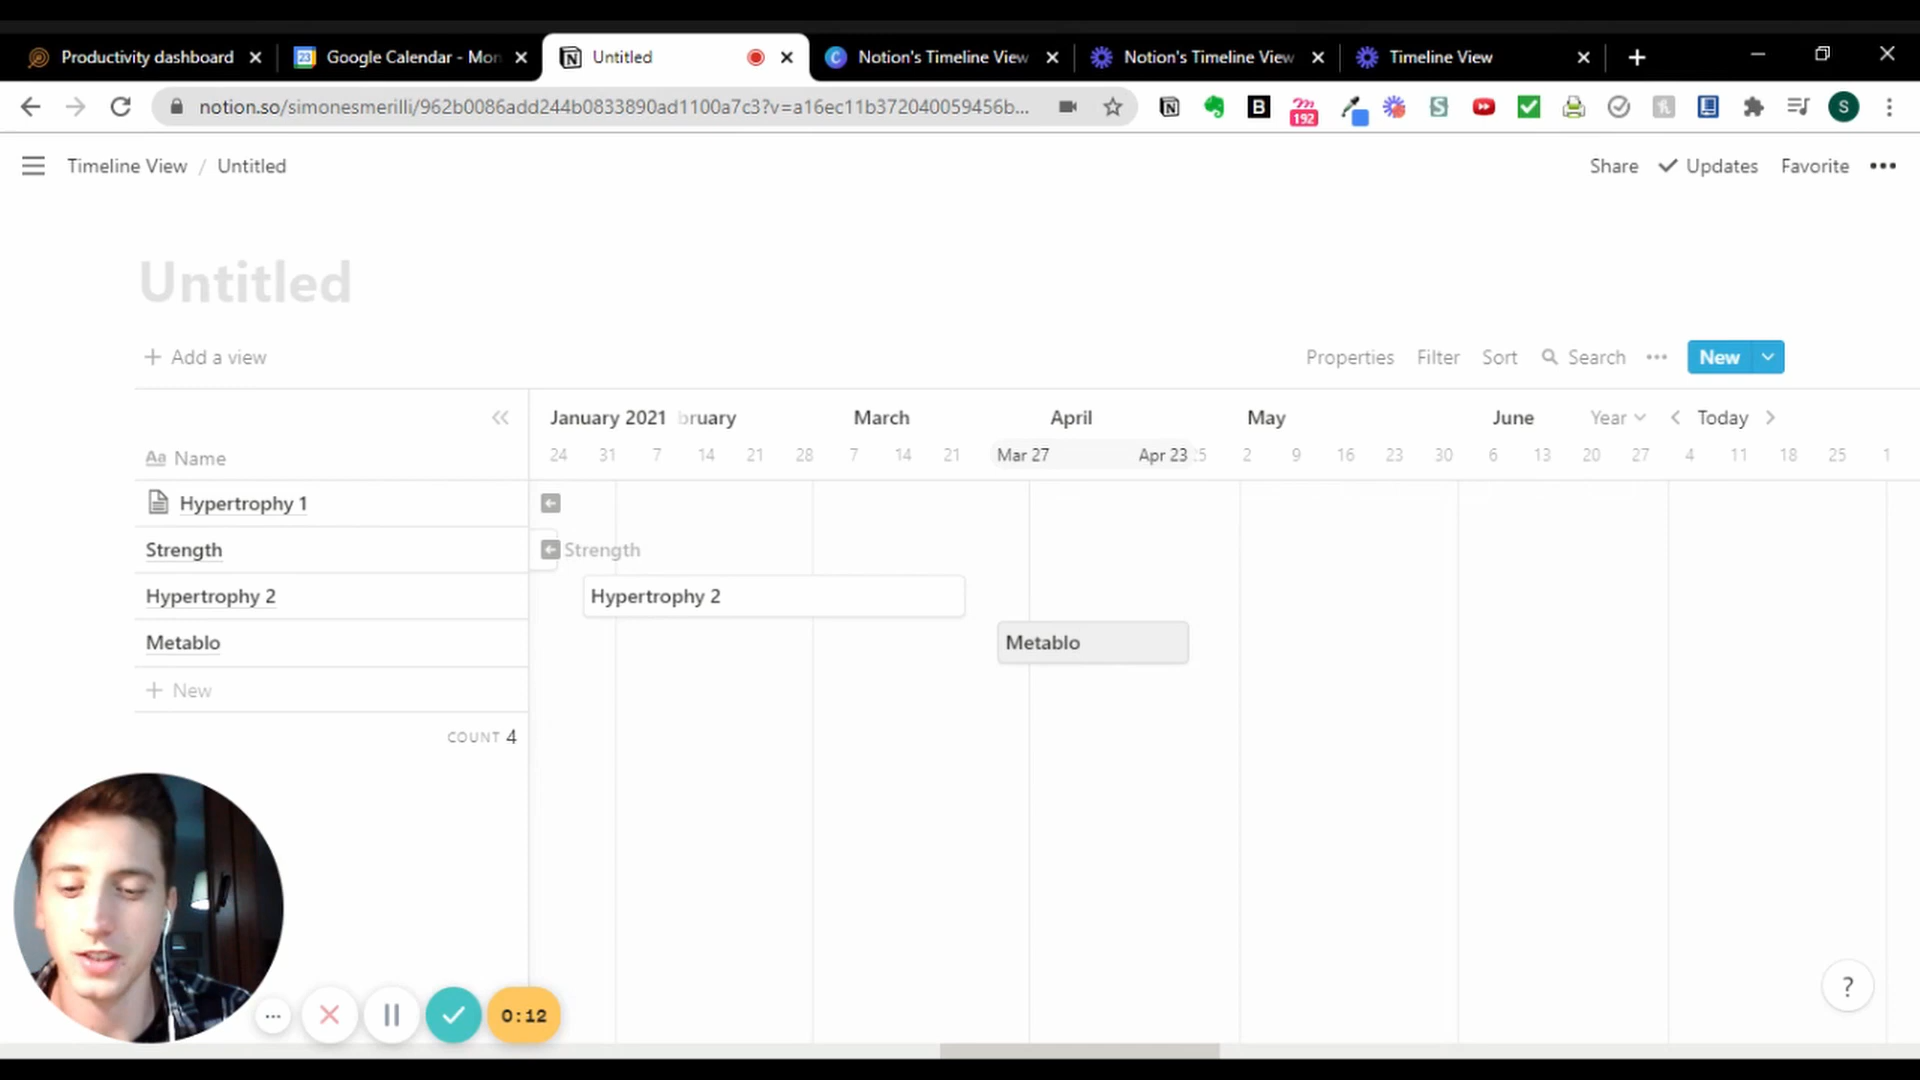 Productivity dashboard
Google Calendar - Mon
Untitled
Notion's Timeline View
Notion's Timeline View
Timeline View
notion.so/simonesmerilli/962b0086add244b0833890ad1100a7c3?v=a16ec11b372040059456b...
192
S
Timeline View / Untitled
Share
Updates
Favorite
Untitled
+ Add a view
Properties
Filter
Sort
Search
New
January 2021 bruary March April May June
Year
Today
Aa Name
24 31 7 14 21 28 7 14 21 Mar 27 Apr 23 25 2 9 16 23 30 6 13 20 27 4 11 18 25 1
Hypertrophy 1
Strength
Strength
Hypertrophy 2
Hypertrophy 2
Metablo
Metablo
+ New
COUNT 4
0:12
?